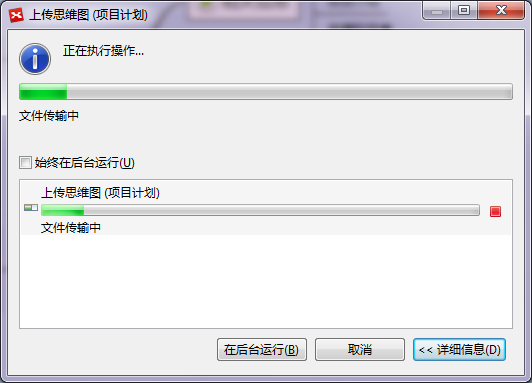 上传思维图 (项目计划)
正在执行操作...
文件传输中
始终在后台运行(U)
上传思维图 (项目计划)
文件传输中
在后台运行(B)
取消
<< 详细信息(D)